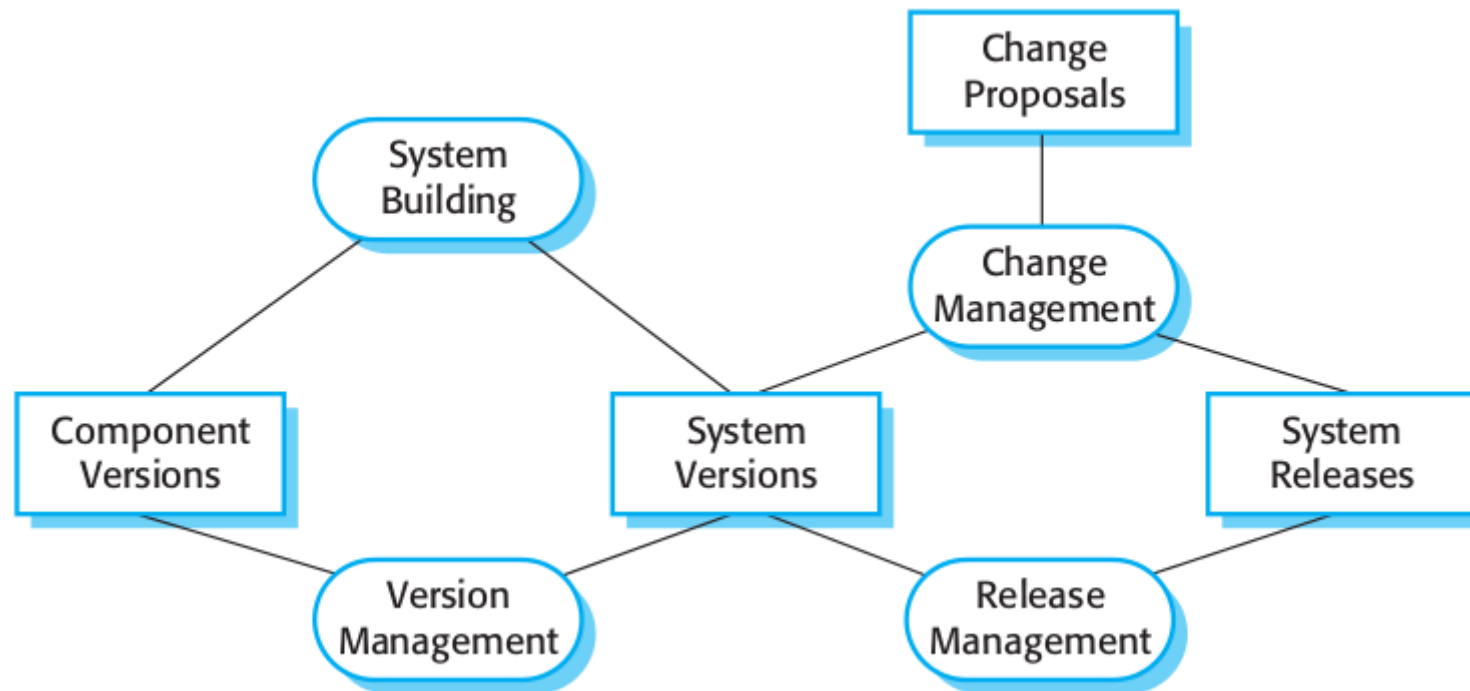 Change
Proposals
System
Building
Change
Management
Component
Versions
System
Versions
System
Releases
Version
Management
Release
Management